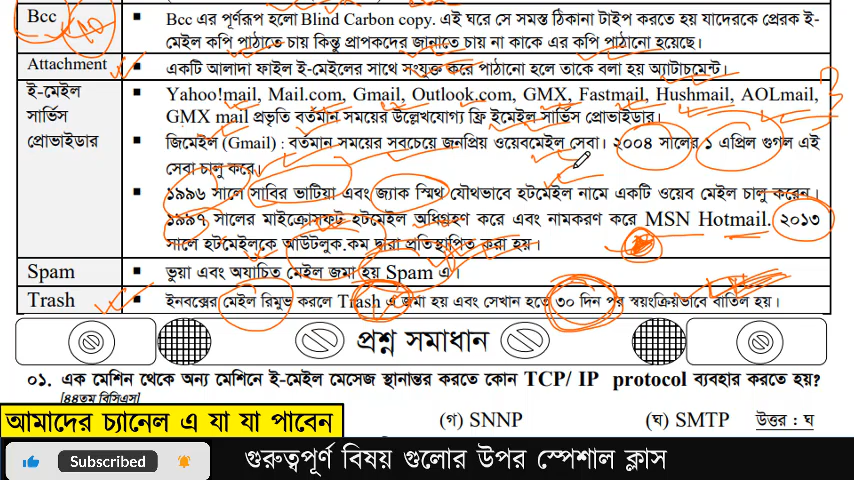 Bcc ▪ Bcc এর পূর্ণরূপ হলো Blind Carbon copy. এই ঘরে সে সমস্ত ঠিকানা টাইপ করতে হয় যাদেরকে প্রেরক ই-
মেইল কপি পাঠাতে চায় কিন্তু প্রাপকদের জানাতে চায় না কাকে এর কপি পাঠানো হয়েছে।
Attachment ▪ একটি আলাদা ফাইল ই-মেইলের সাথে সংযুক্ত করে পাঠানো হলে তাকে বলা হয় অ্যাটাচমেন্ট।
ই-মেইল ▪ Yahoo!mail, Mail.com, Gmail, Outlook.com, GMX, Fastmail, Hushmail, AOLmail,
সার্ভিস GMX mail প্রভৃতি বর্তমান সময়ের উল্লেখযোগ্য ফ্রি ই-মেইল সার্ভিস প্রোভাইডার।
প্রোভাইডার ▪ জিমেইল (Gmail) : বর্তমান সময়ের সবচেয়ে জনপ্রিয় ওয়েবমেইল সেবা। ২০০৪ সালের ১ এপ্রিল গুগল এই
সেবা চালু করে।
▪ ১৯৯৬ সালে সাবির ভাটিয়া এবং জ্যাক স্মিথ যৌথভাবে হটমেইল নামে একটি ওয়েব মেইল চালু করেন।
১৯৯৭ সালের মাইক্রোসফট হটমেইল অধিগ্রহণ করে এবং নামকরণ করে MSN Hotmail. ২০১৩
সালে হটমেইলকে আউটলুক.কম দ্বারা প্রতিস্থাপিত করা হয়।
Spam ▪ ভুয়া এবং অযাচিত মেইল জমা হয় Spam এ।
Trash ▪ ইনবক্সের মেইল রিমুভ করলে Trash এ জমা হয় এবং সেখান হতে ৩০ দিন পর স্বয়ংক্রিয়ভাবে বাতিল হয়।
প্রশ্ন সমাধান
০১. এক মেশিন থেকে অন্য মেশিনে ই-মেইল মেসেজ স্থানান্তর করতে কোন TCP/ IP protocol ব্যবহার করতে হয়?
[৪৪তম বিসিএস]
আমাদের চ্যানেল এ যা যা পাবেন (গ) SNNP (ঘ) SMTP উত্তর : ঘ
Subscribed গুরুত্বপূর্ণ বিষয় গুলোর উপর স্পেশাল ক্লাস